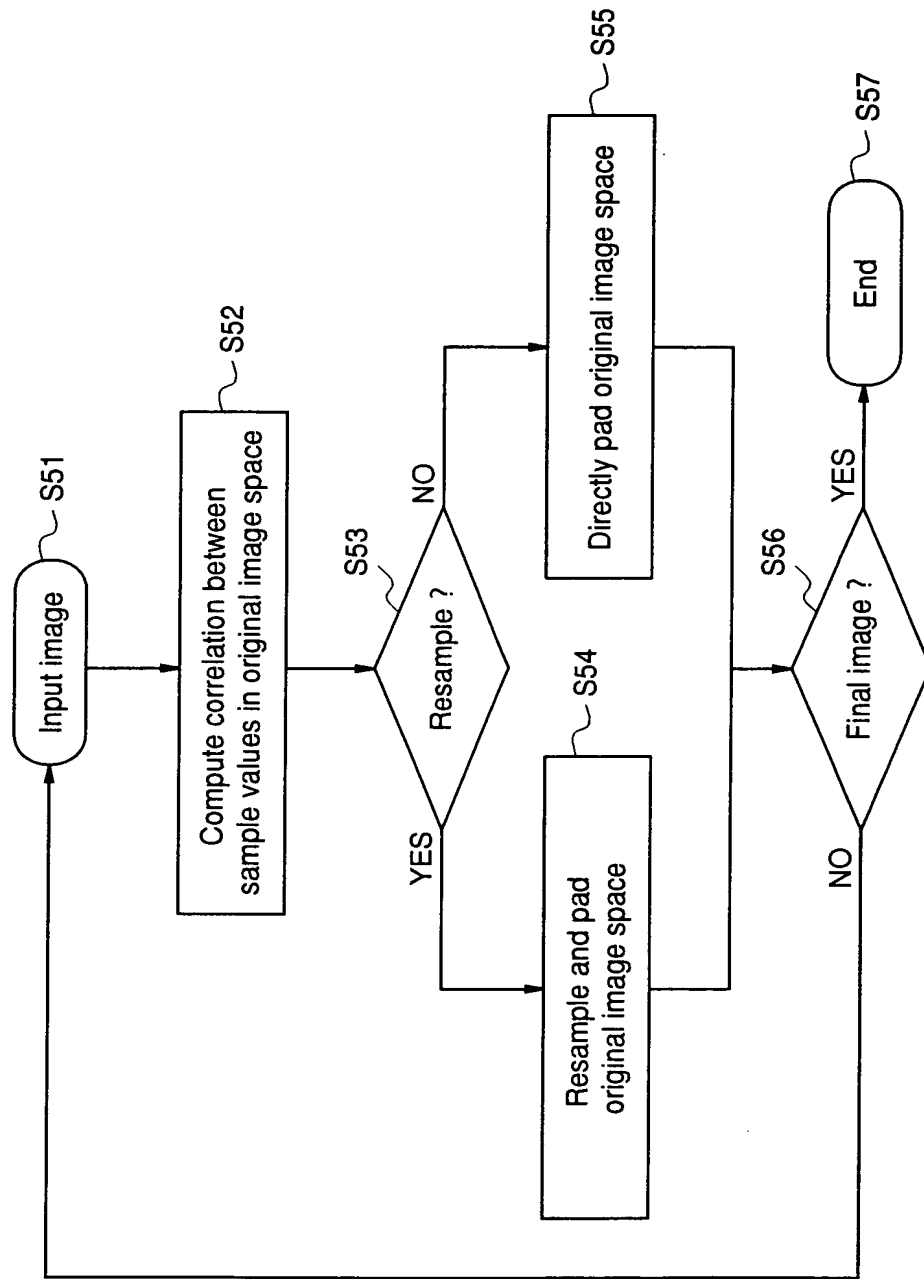 Input image
S51
Compute correlation between
sample values in original image space
S52
Resample ?
S53
YES
NO
Resample and pad
original image space
S54
Directly pad original image space
S55
Final image ?
S56
NO
YES
End
S57